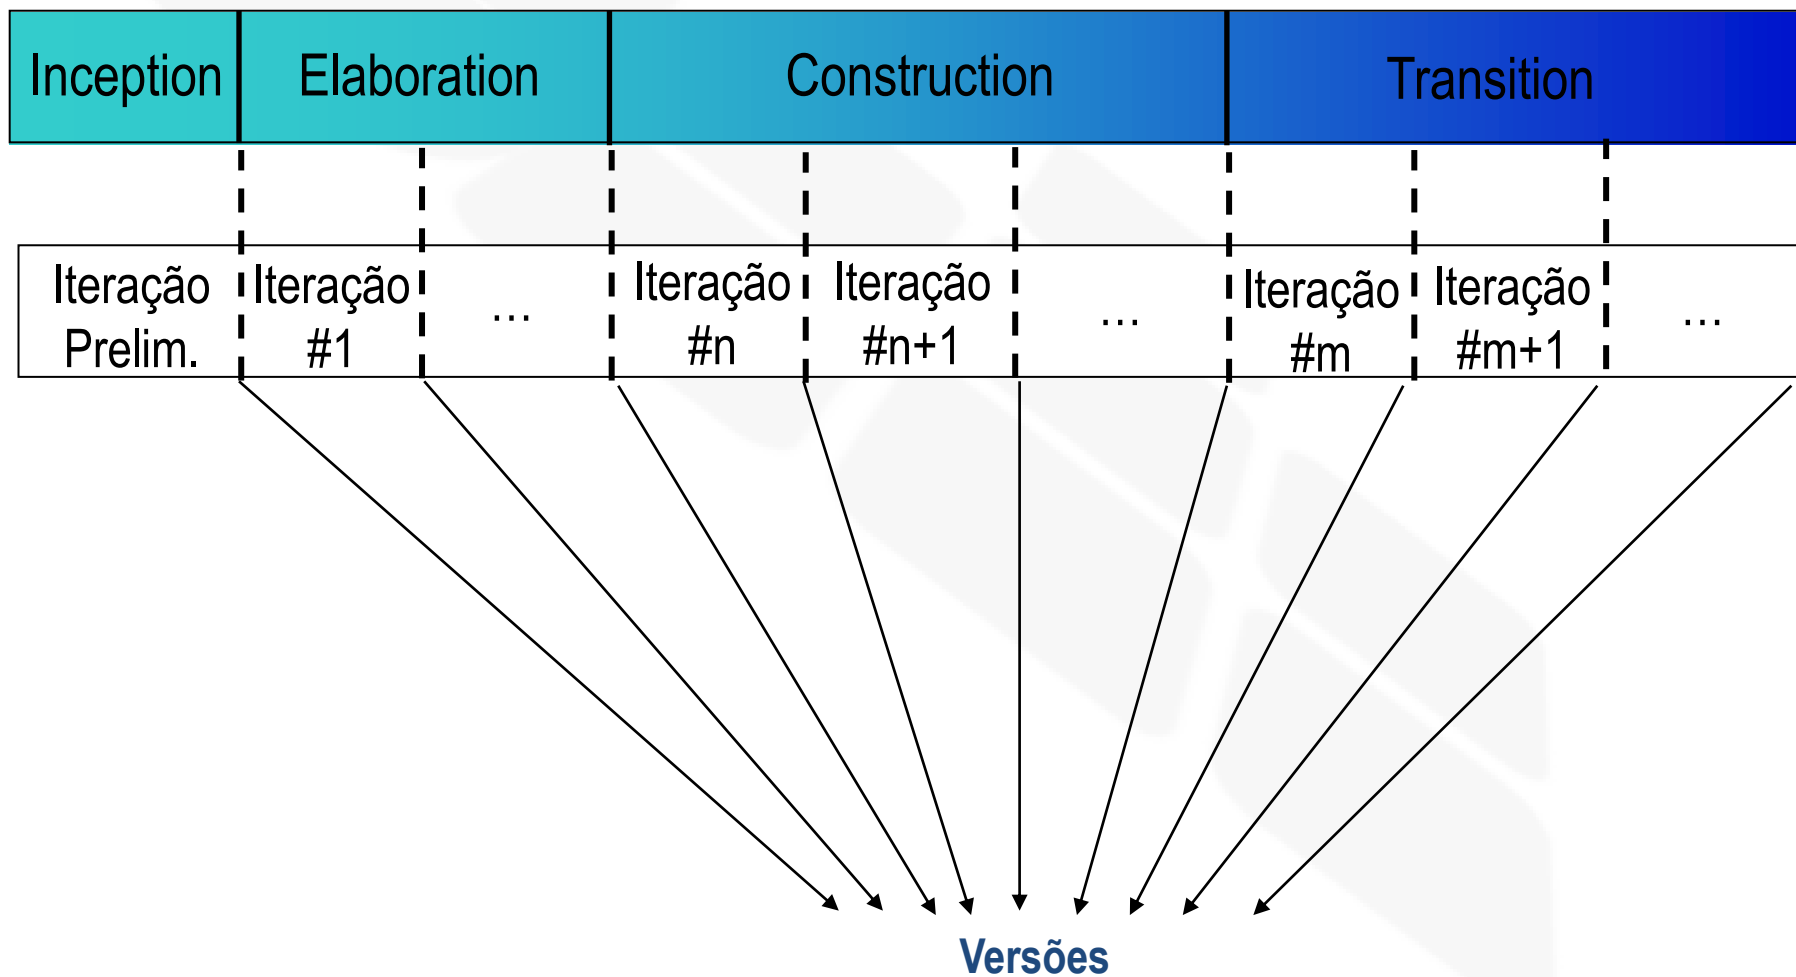 Inception
Elaboration
Construction
Transition
Iteração
Prelim.
Iteração
#1
...
Iteração
#n
Iteração
#n+1
...
Iteração
#m
Iteração
#m+1
...
Versões